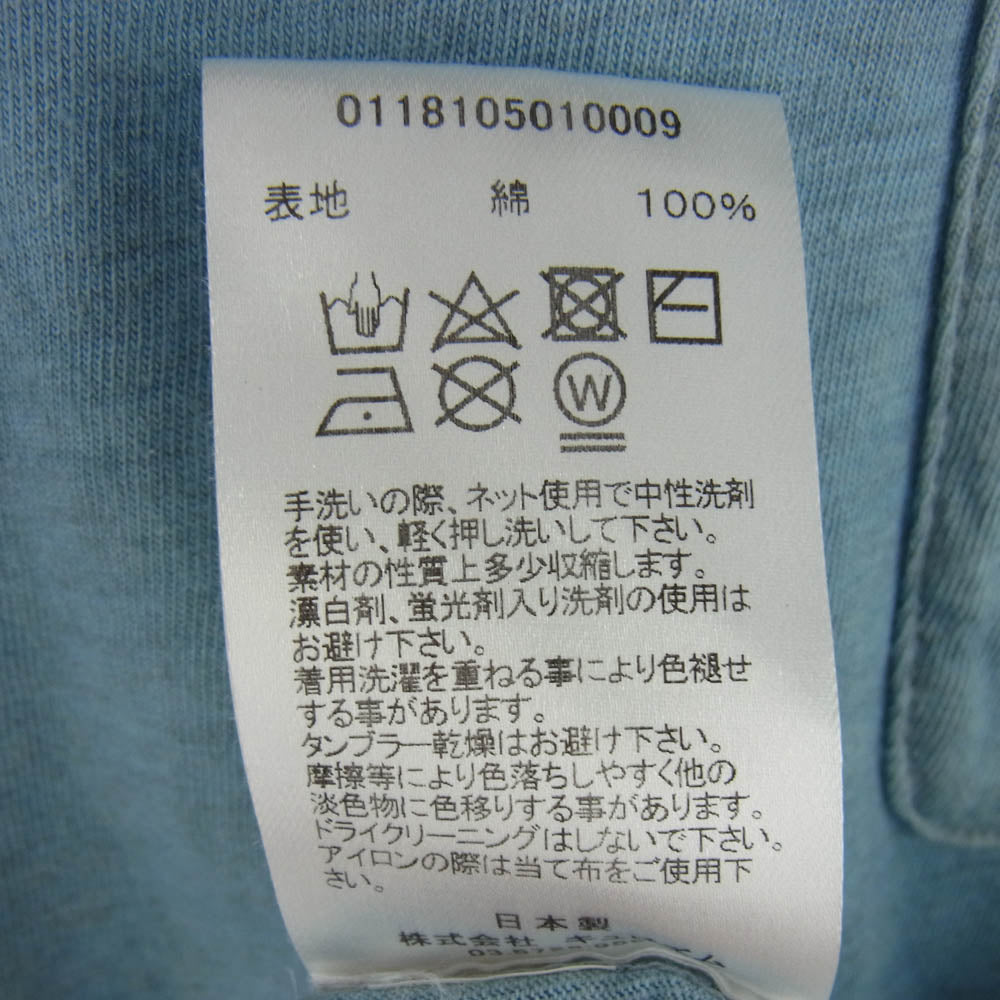 0118105010009
表地 綿 100%
W
手洗いの際、ネット使用で中性洗剤
を使い、軽く押し洗いして下さい。
素材の性質上多少収縮します。
漂白剤、蛍光剤入り洗剤の使用は
お避け下さい。
着用洗濯を重ねる事により色褪せ
する事があります。
タンブラー乾燥はお避け下さい。
摩擦等により色落ちしやすく他の
淡色物に色移りする事があります。
ドライクリーニングはしないで下さい。
アイロンの際は当て布をご使用下
さい。
日本製
株式会社